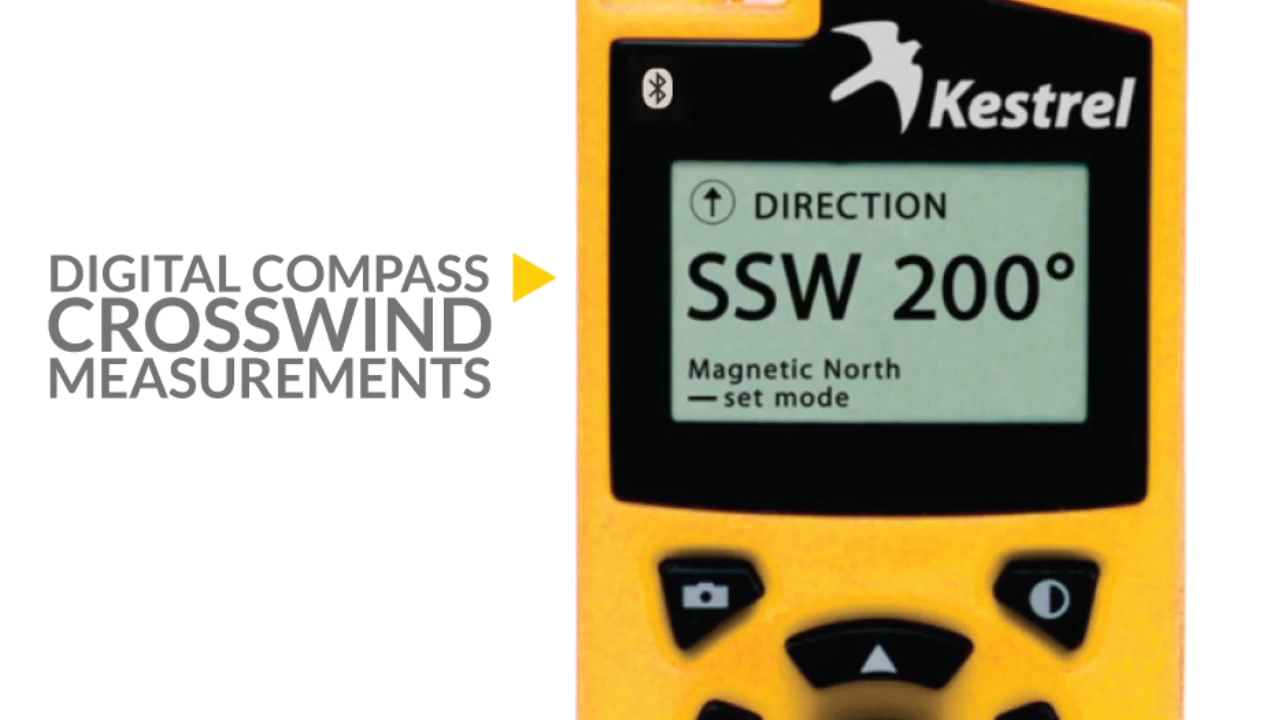 DIGITAL COMPASS
CROSSWIND
MEASUREMENTS
Kestrel
DIRECTION
SSW 200°
Magnetic North
set mode